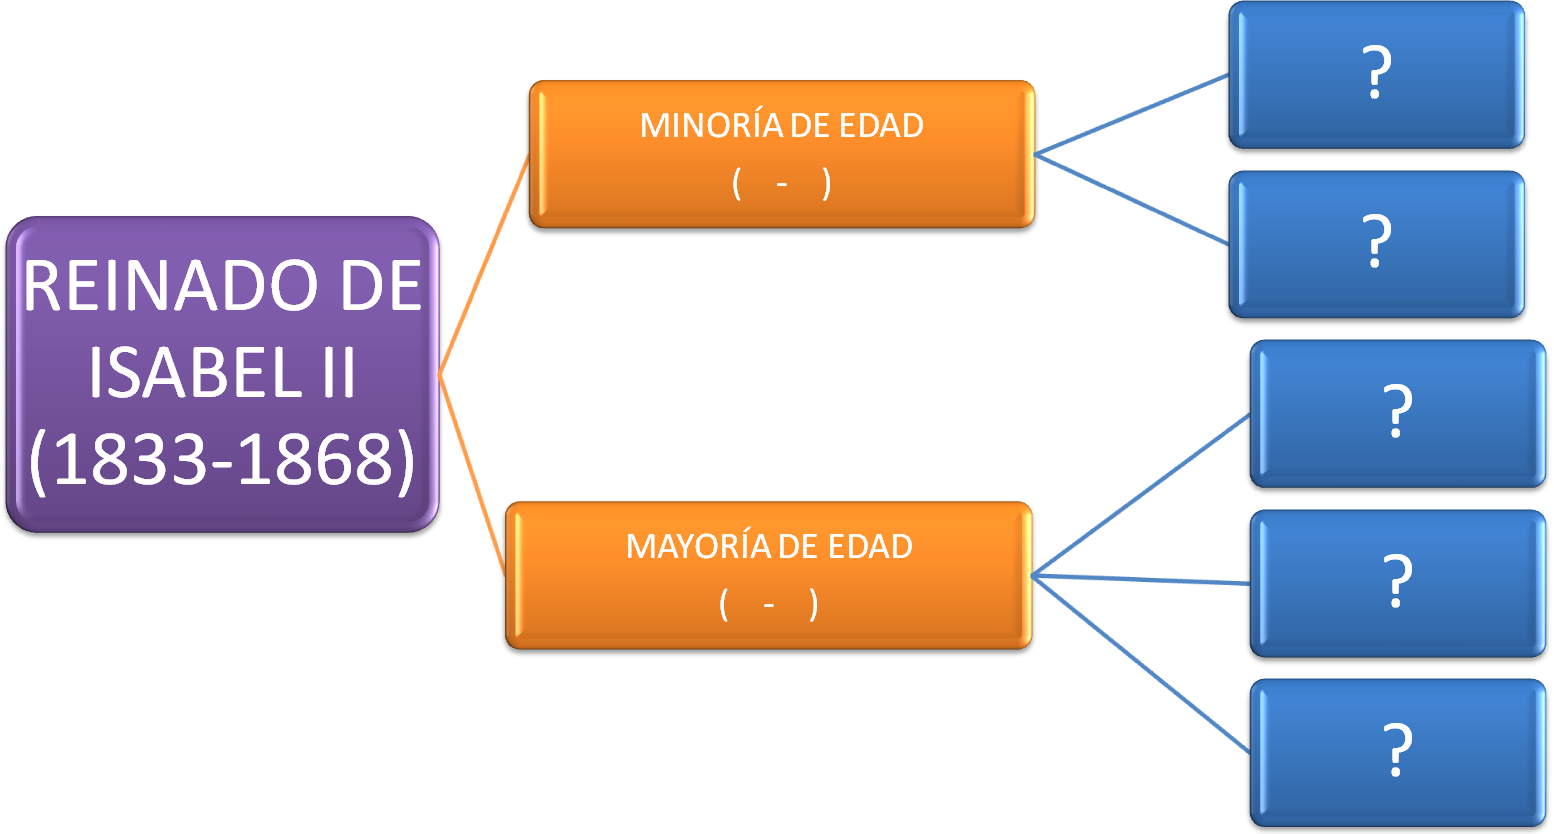 REINADO DE
ISABEL II
(1833-1868)
MINORÍA DE EDAD
( - )
?
?
MAYORÍA DE EDAD
( - )
?
?
?